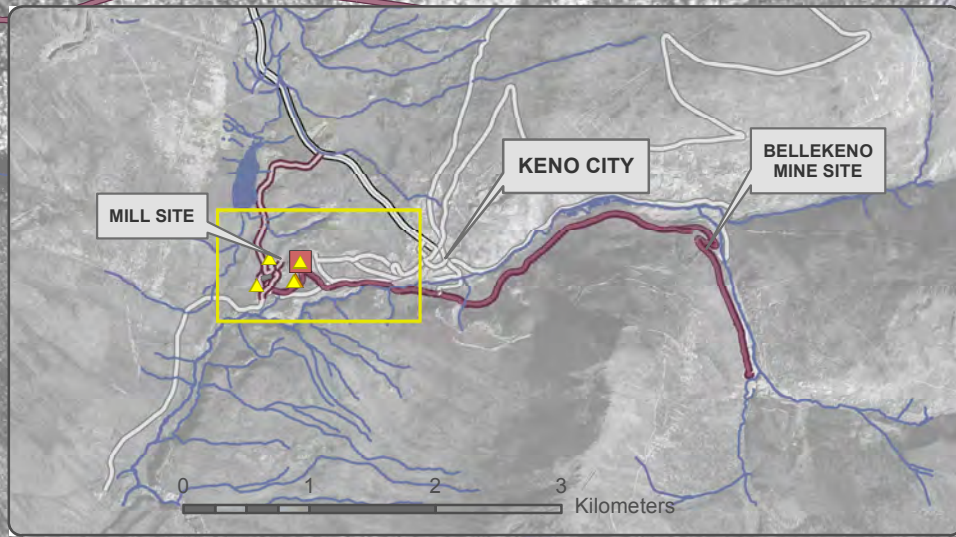 KENO CITY
BELLEKENO
MINE SITE
MILL SITE
0 1 2 3
Kilometers